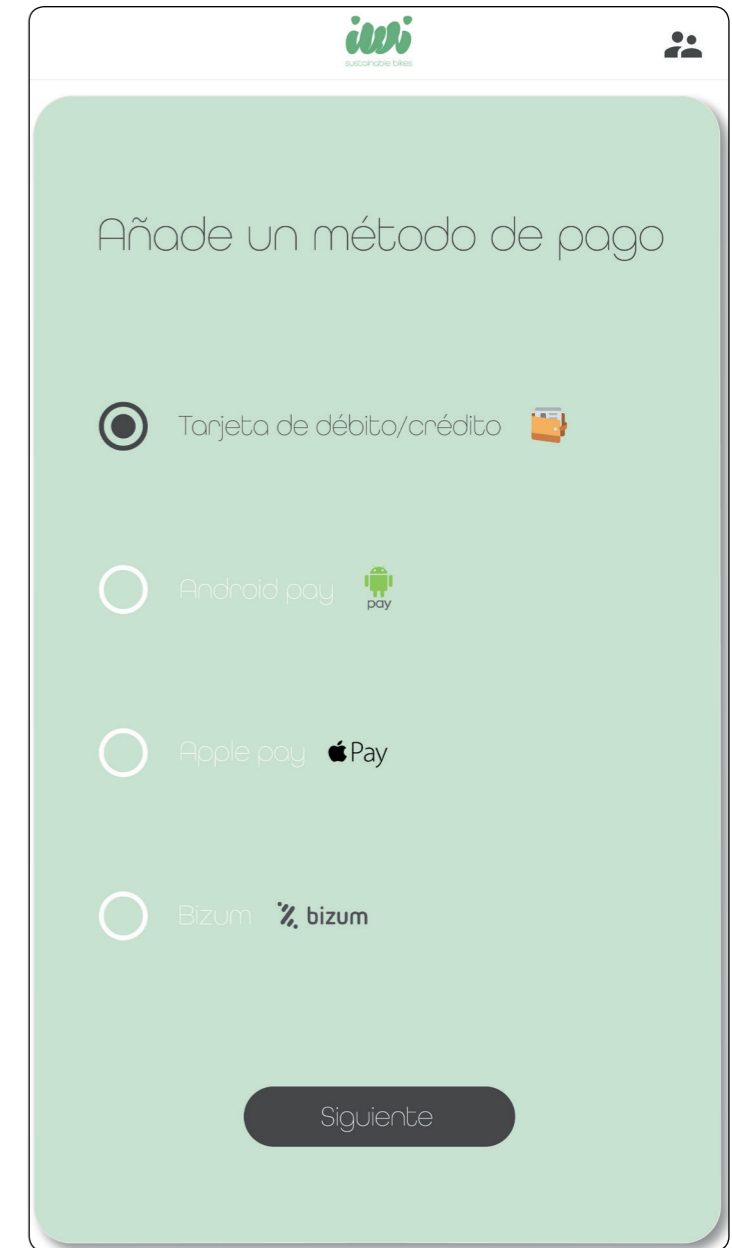 iwi
sustainable bikes
Añade un método de pago
Tarjeta de débito/crédito
Android pay
pay
Apple pay Pay
Bizum bizum
Siguiente